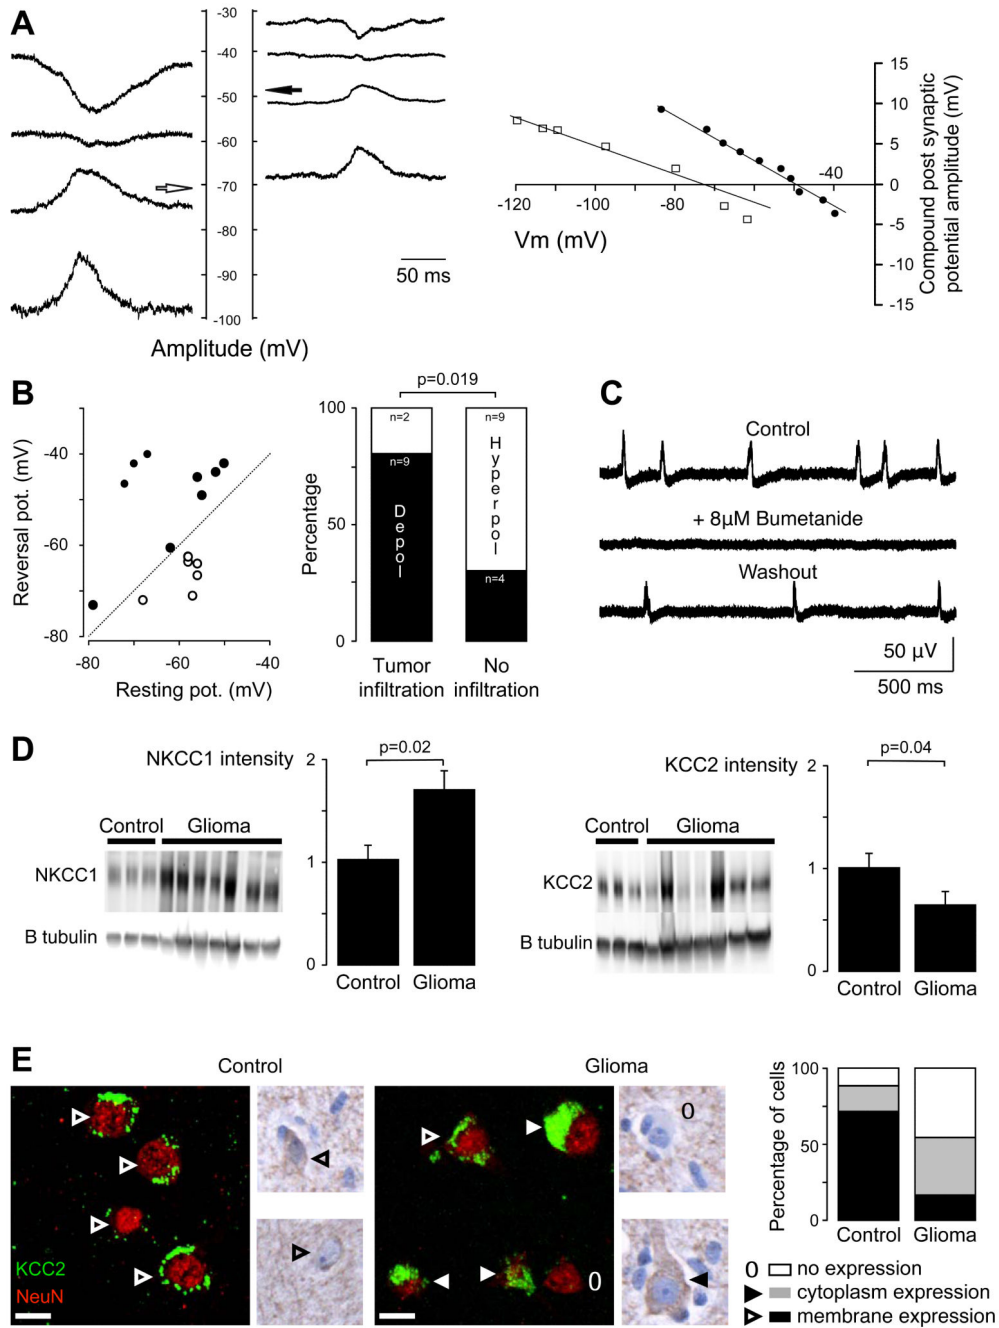 A
-30
-40
-50
-60
-70
-80
-90
-100
Amplitude (mV)
50 ms
15
10
5
0
-5
-10
-15
-120
-100
-80
-40
Vm (mV)
Compound post synaptic
potential amplitude (mV)
B
Reversal pot. (mV)
-40
-60
-80
-80
-60
-40
Resting pot. (mV)
p=0.019
Percentage
100
50
0
n=2
n=9
Depol
n=9
Hyperpol
n=4
Tumor
infiltration
No
infiltration
C
Control
+ 8µM Bumetanide
Washout
50 µV
500 ms
D
NKCC1 intensity
Control Glioma
NKCC1
B tubulin
2
1
0
p=0.02
Control Glioma
KCC2 intensity
Control Glioma
KCC2
B tubulin
2
1
0
p=0.04
Control Glioma
E
Control
Glioma
KCC2
NeuN
0
0
Percentage of cells
100
50
0
Control Glioma
0 no expression
cytoplasm expression
membrane expression